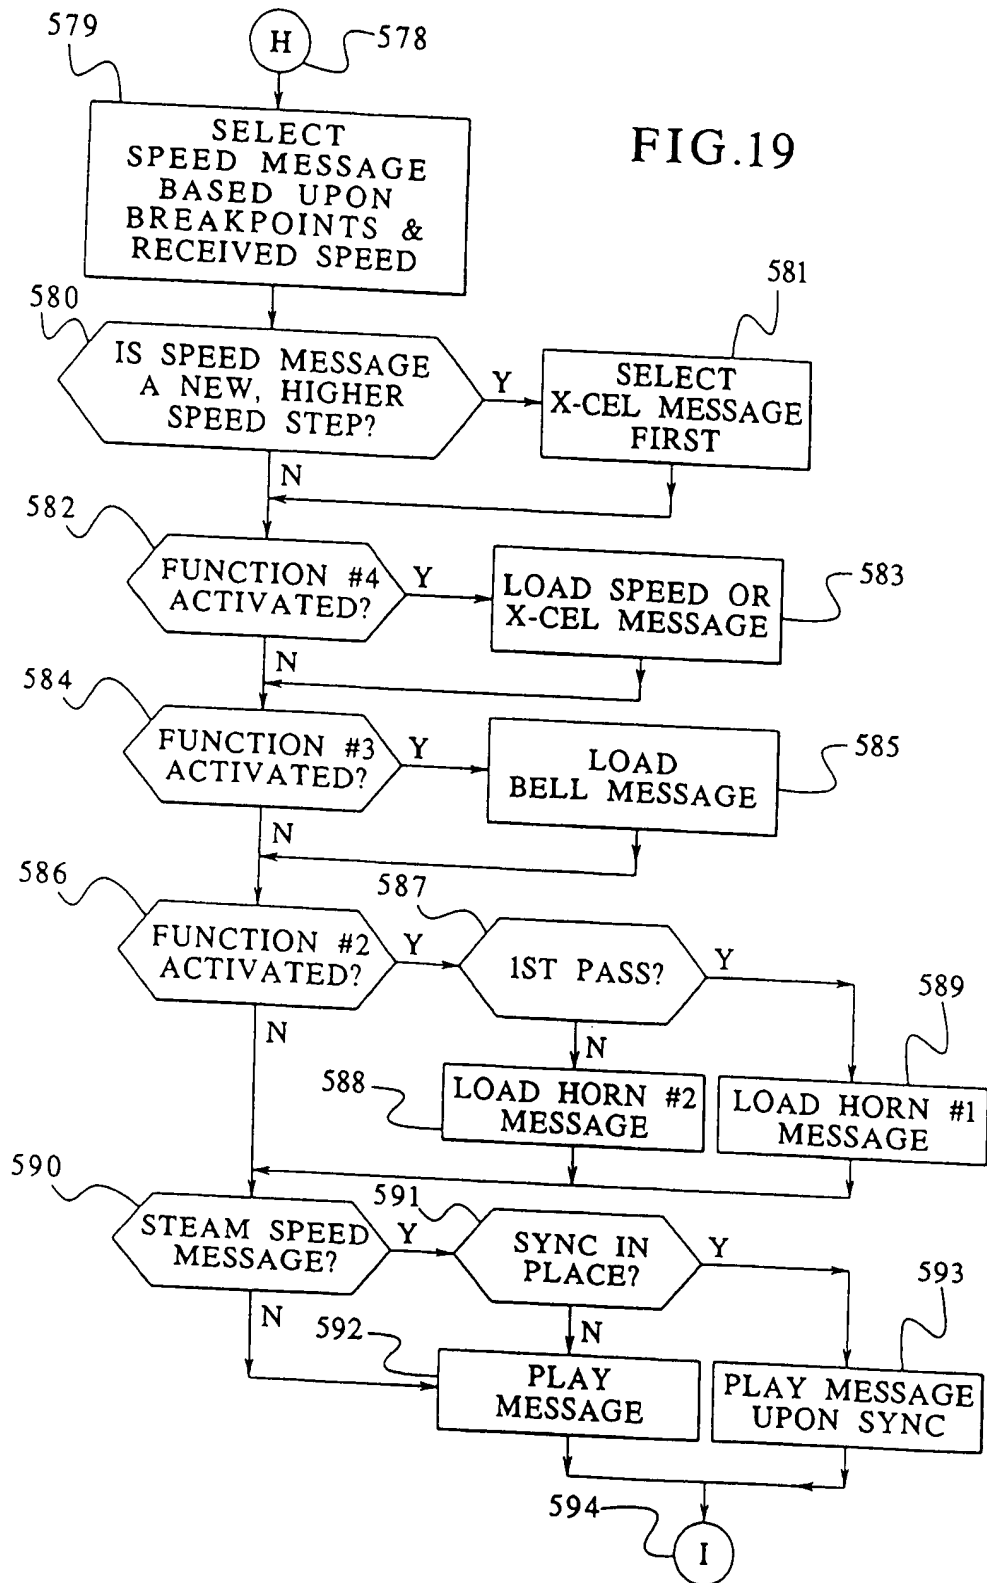 579
H
578
SELECT
SPEED MESSAGE
BASED UPON
BREAKPOINTS &
RECEIVED SPEED
FIG.19
580
IS SPEED MESSAGE
A NEW, HIGHER
SPEED STEP?
Y
N
581
SELECT
X-CEL MESSAGE
FIRST
582
FUNCTION #4
ACTIVATED?
Y
N
LOAD SPEED OR
X-CEL MESSAGE
583
584
FUNCTION #3
ACTIVATED?
Y
N
LOAD
BELL MESSAGE
585
586
FUNCTION #2
ACTIVATED?
Y
N
587
1ST PASS?
Y
N
588
LOAD HORN #2
MESSAGE
589
LOAD HORN #1
MESSAGE
590
STEAM SPEED
MESSAGE?
Y
N
591
SYNC IN
PLACE?
Y
N
592
PLAY
MESSAGE
593
PLAY MESSAGE
UPON SYNC
594
I